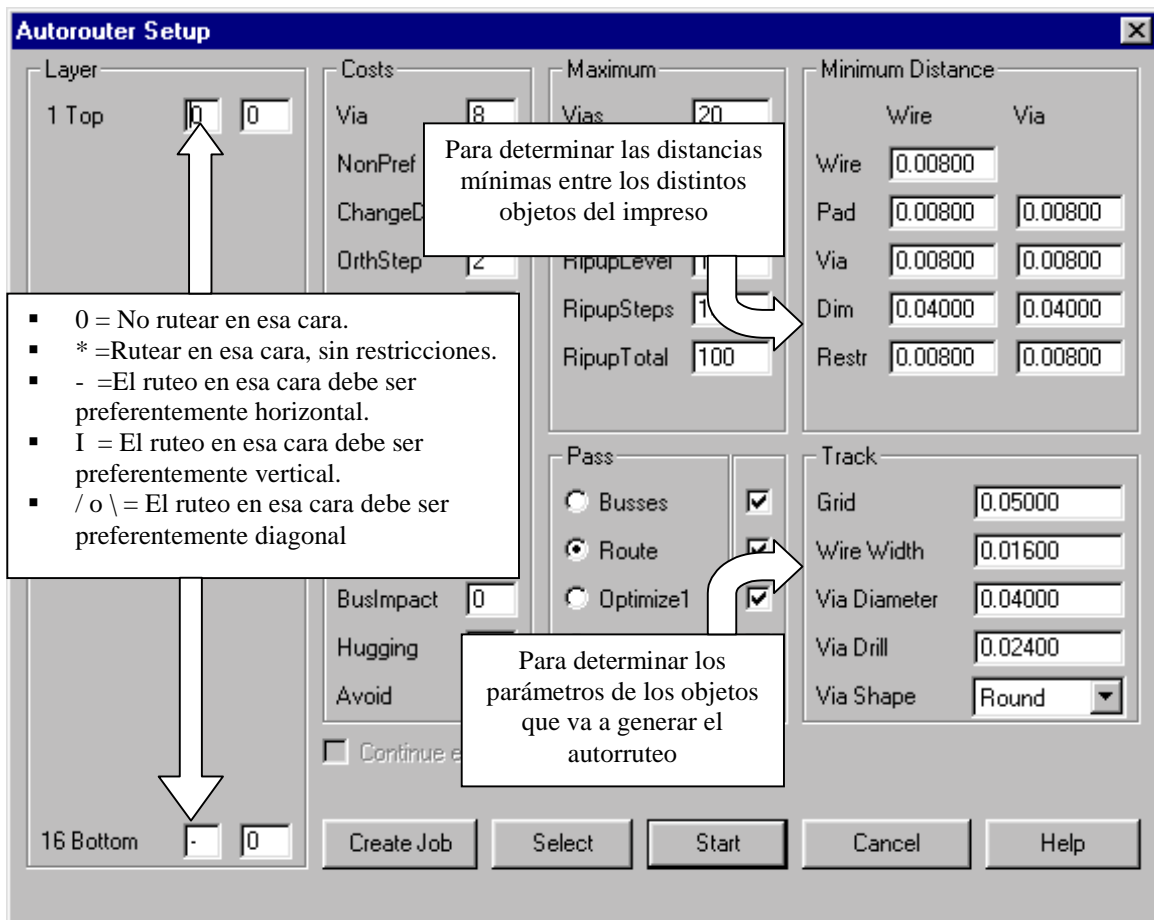 Autorouter Setup
Layer
1 Top 0 0
16 Bottom - 0
Costs
Via 8
NonPref
OrthStep 2
BusImpact 0
Hugging
Avoid
Maximum
Vias 20
RipupLevel
RipupSteps
RipupTotal 100
Minimum Distance
Wire Via
Wire 0.00800
Pad 0.00800 0.00800
Via 0.00800 0.00800
Dim 0.04000 0.04000
Restr 0.00800 0.00800
Para determinar las distancias
mínimas entre los distintos
objetos del impreso
▪ 0 = No rutear en esa cara.
▪ * =Rutear en esa cara, sin restricciones.
▪ - =El ruteo en esa cara debe ser
preferentemente horizontal.
▪ I = El ruteo en esa cara debe ser
preferentemente vertical.
▪ / o \ = El ruteo en esa cara debe ser
preferentemente diagonal
Pass
Busses
Route
Optimize1
Track
Grid 0.05000
Wire Width 0.01600
Via Diameter 0.04000
Via Drill 0.02400
Via Shape Round
Para determinar los
parámetros de los objetos
que va a generar el
autorruteo
Continue
Create Job Select Start Cancel Help